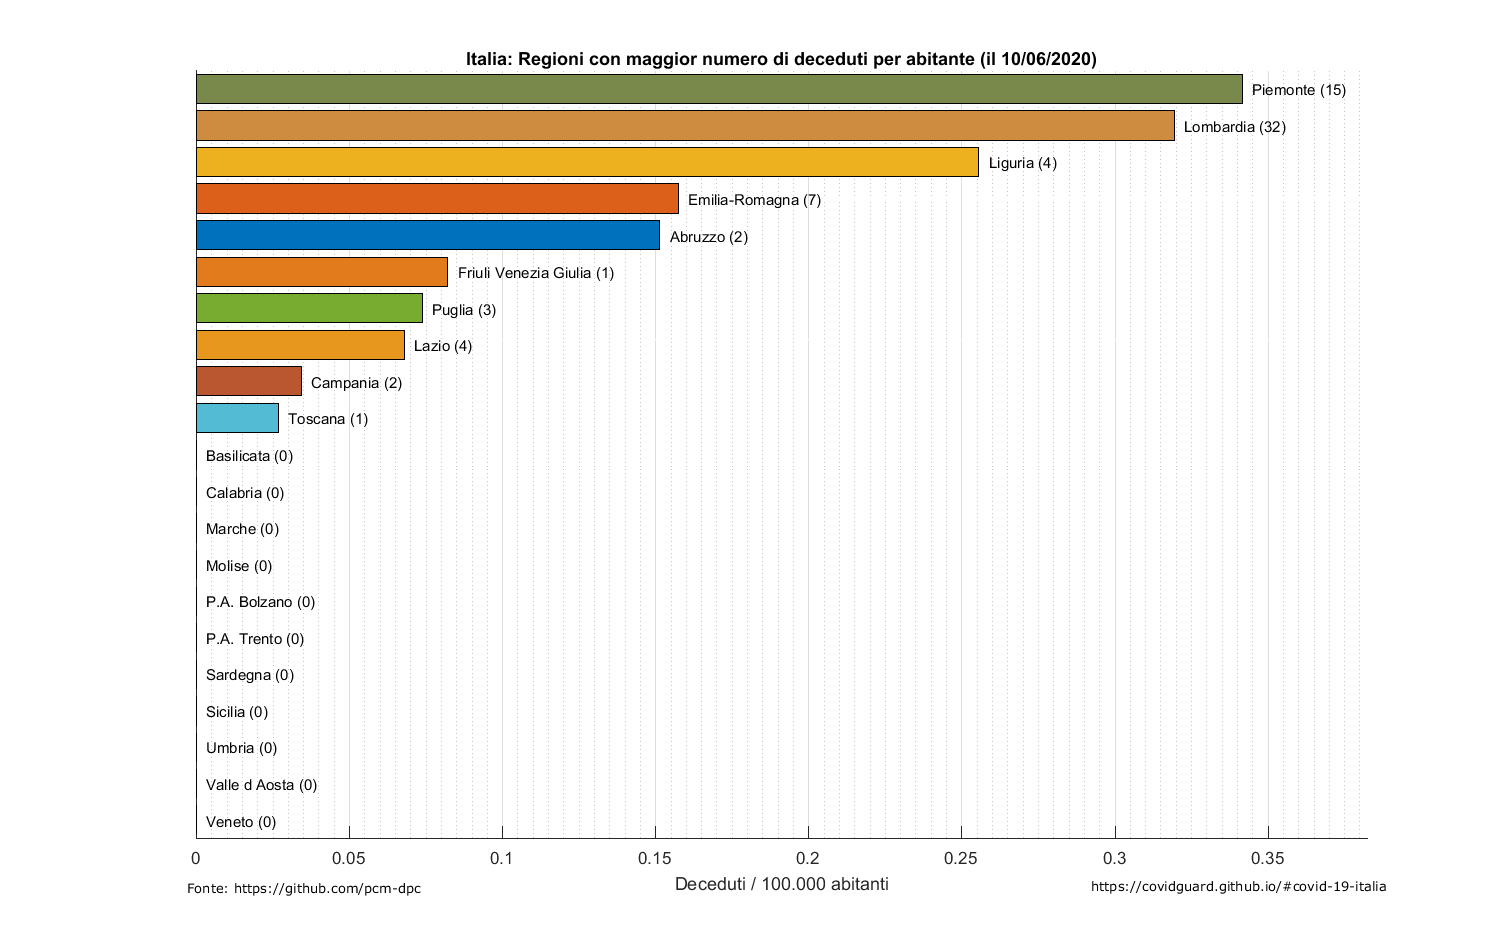 Italia: Regioni con maggior numero di deceduti per abitante (il 10/06/2020)
Piemonte (15)
Lombardia (32)
Liguria (4)
Emilia-Romagna (7)
Abruzzo (2)
Friuli Venezia Giulia (1)
Puglia (3)
Lazio (4)
Campania (2)
Toscana (1)
Basilicata (0)
Calabria (0)
Marche (0)
Molise (0)
P.A. Bolzano (0)
P.A. Trento (0)
Sardegna (0)
Sicilia (0)
Umbria (0)
Valle d Aosta (0)
Veneto (0)
0 0.05 0.1 0.15 0.2 0.25 0.3 0.35
Deceduti / 100.000 abitanti
Fonte: https://github.com/pcm-dpc
https://covidguard.github.io/#covid-19-italia